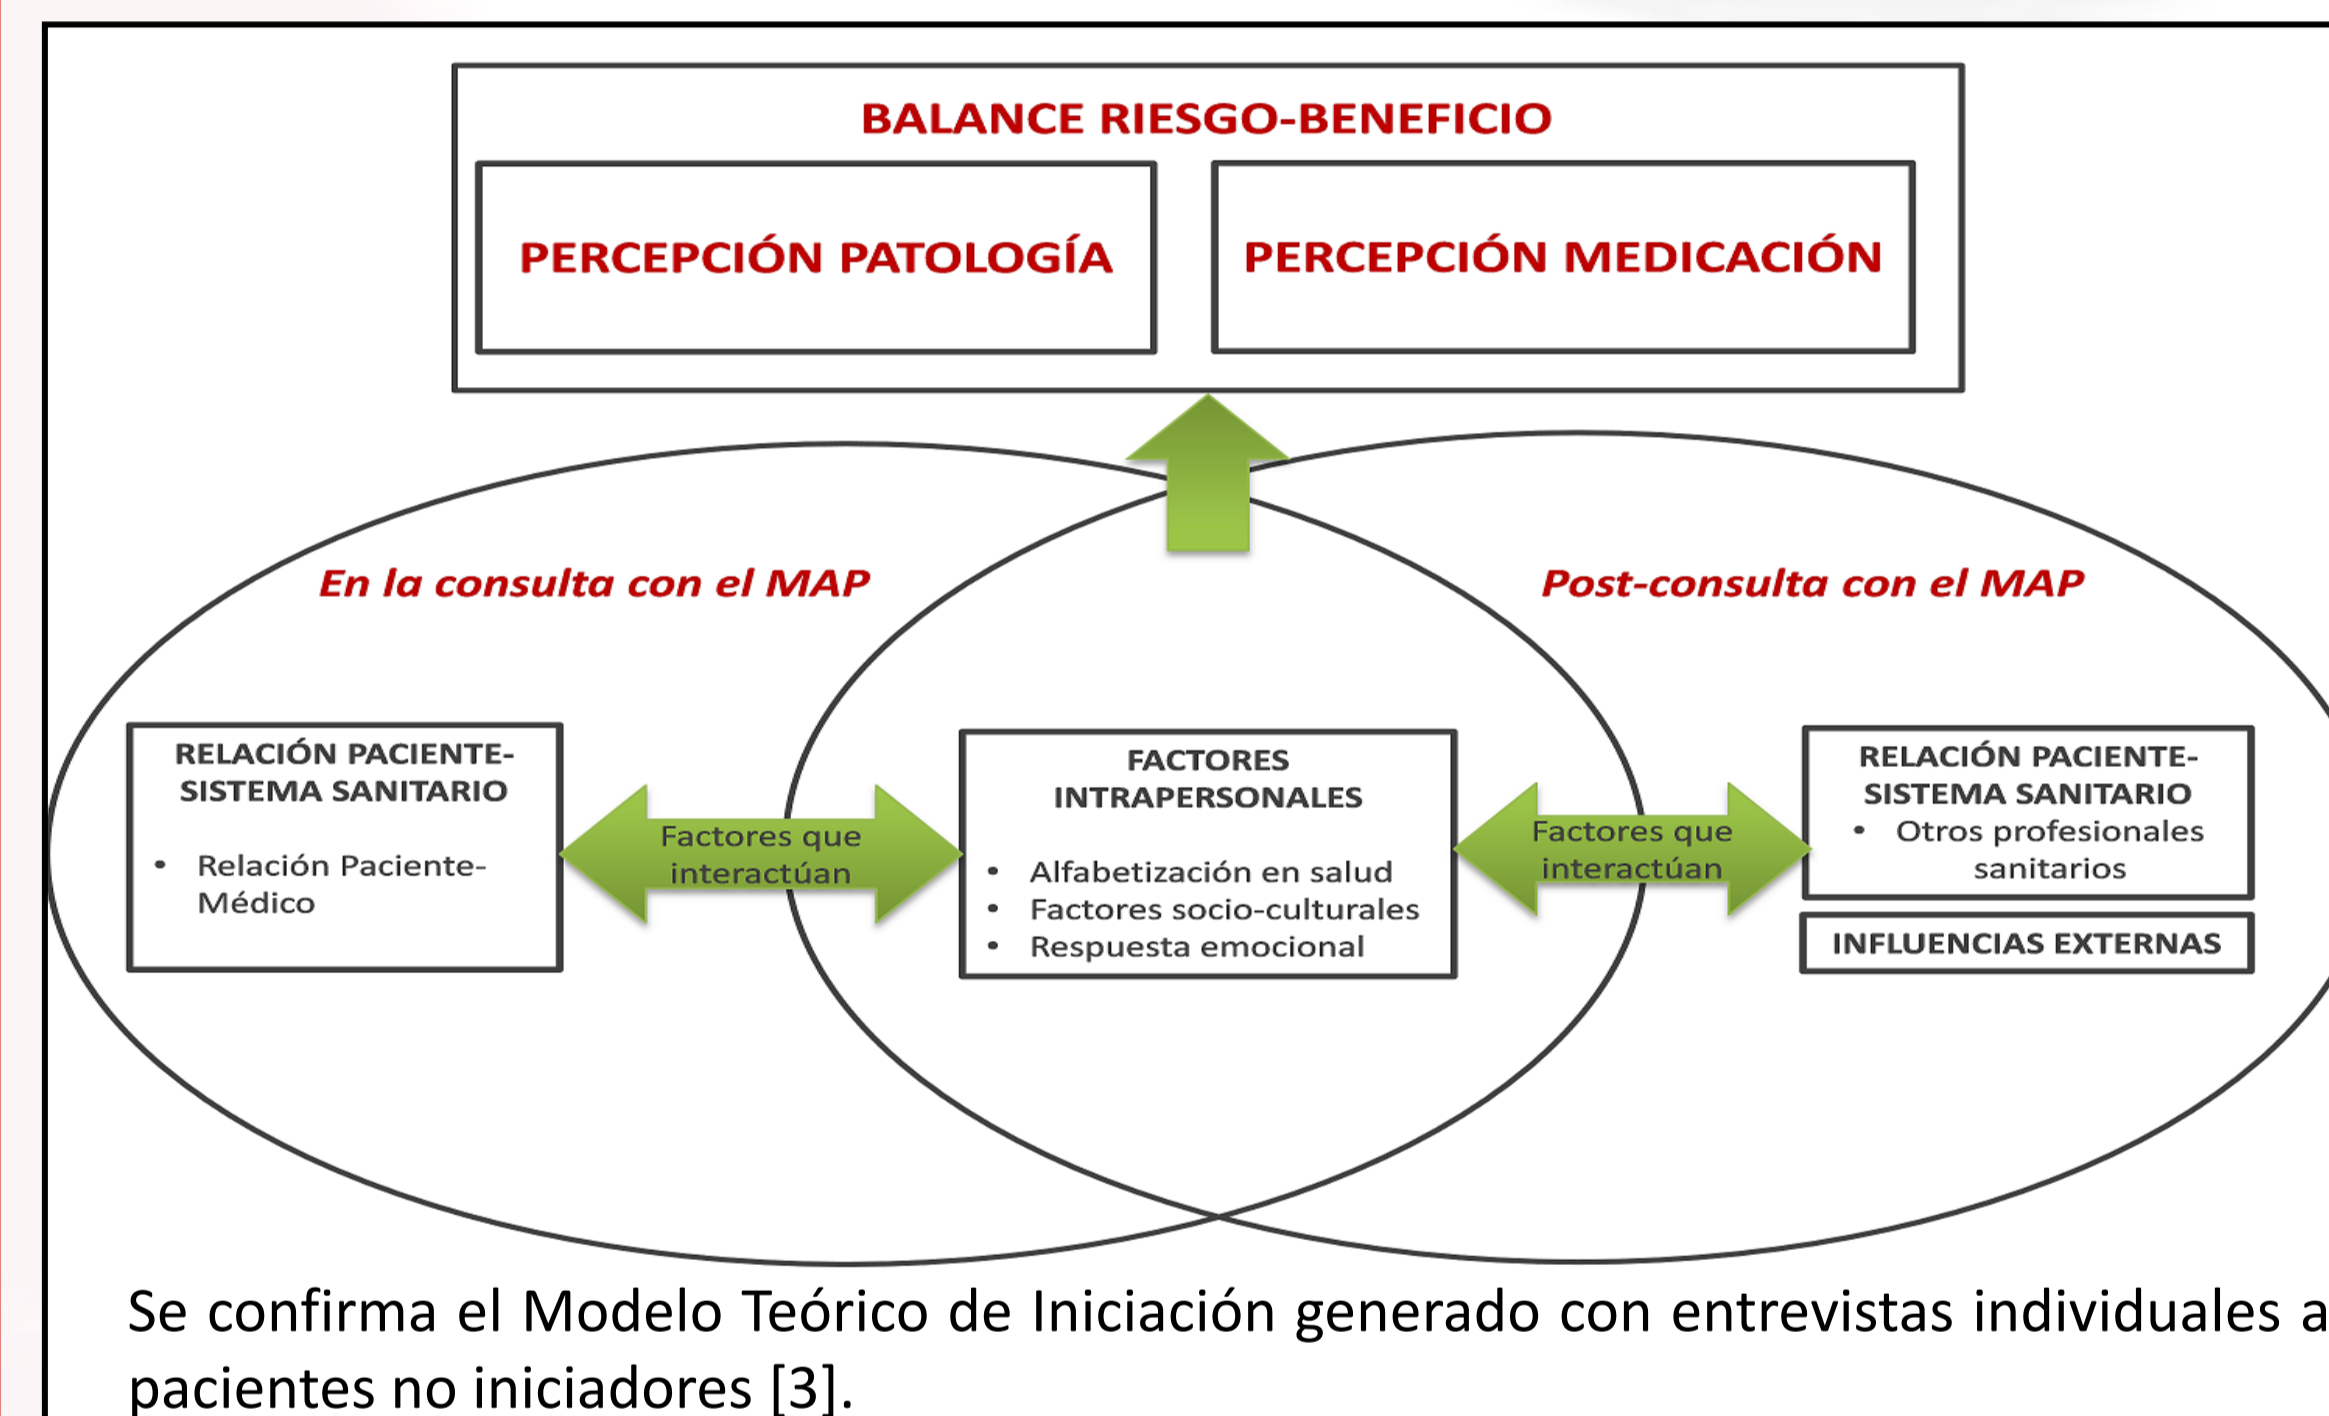 BALANCE RIESGO-BENEFICIO
PERCEPCIÓN PATOLOGÍA
PERCEPCIÓN MEDICACIÓN
En la consulta con el MAP
Post-consulta con el MAP
RELACIÓN PACIENTE-
SISTEMA SANITARIO
• Relación Paciente-
Médico
Factores que
interactúan
FACTORES
INTRAPERSONALES
• Alfabetización en salud
• Factores socio-culturales
• Respuesta emocional
Factores que
interactúan
RELACIÓN PACIENTE-
SISTEMA SANITARIO
• Otros profesionales
sanitarios
INFLUENCIAS EXTERNAS
Se confirma el Modelo Teórico de Iniciación generado con entrevistas individuales a
pacientes no iniciadores [3].